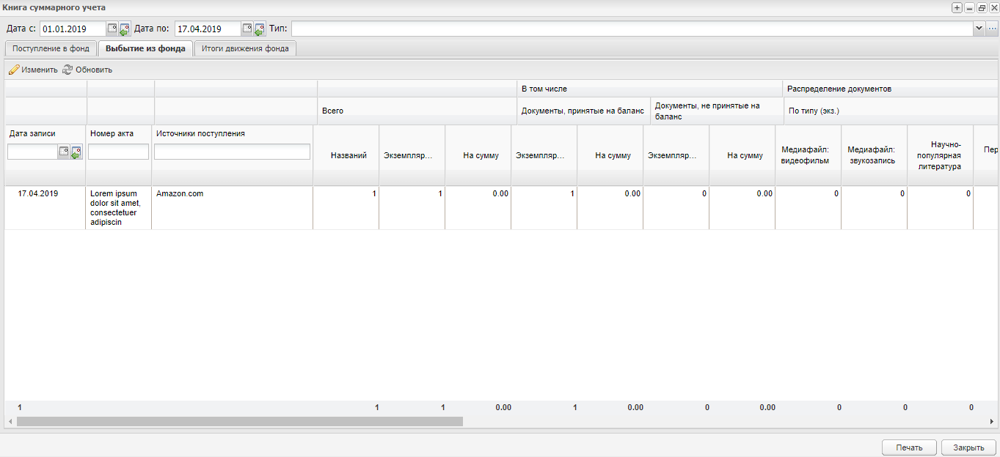 Книга суммарного учета
Дата с: 01.01.2019 Дата по: 17.04.2019 Тип:
Поступление в фонд Выбытие из фонда Итоги движения фонда
Изменить Обновить
В том числе Распределение документов
Всего Документы, принятые на баланс Документы, не принятые на баланс По типу (экз.)
Дата записи Номер акта Источники поступления
Названий Экземпляр... На сумму Экземпляр... На сумму Экземпляр... На сумму Медиафайл: видеофильм Медиафайл: звукозапись Научно-популярная литература Пер
17.04.2019 Lorem ipsum dolor sit amet, consectetuer adipiscin Amazon.com 1 1 0.00 1 0.00 0 0.00 0 0 0
1 1 1 0.00 1 0.00 0 0.00 0 0 0
Печать Закрыть